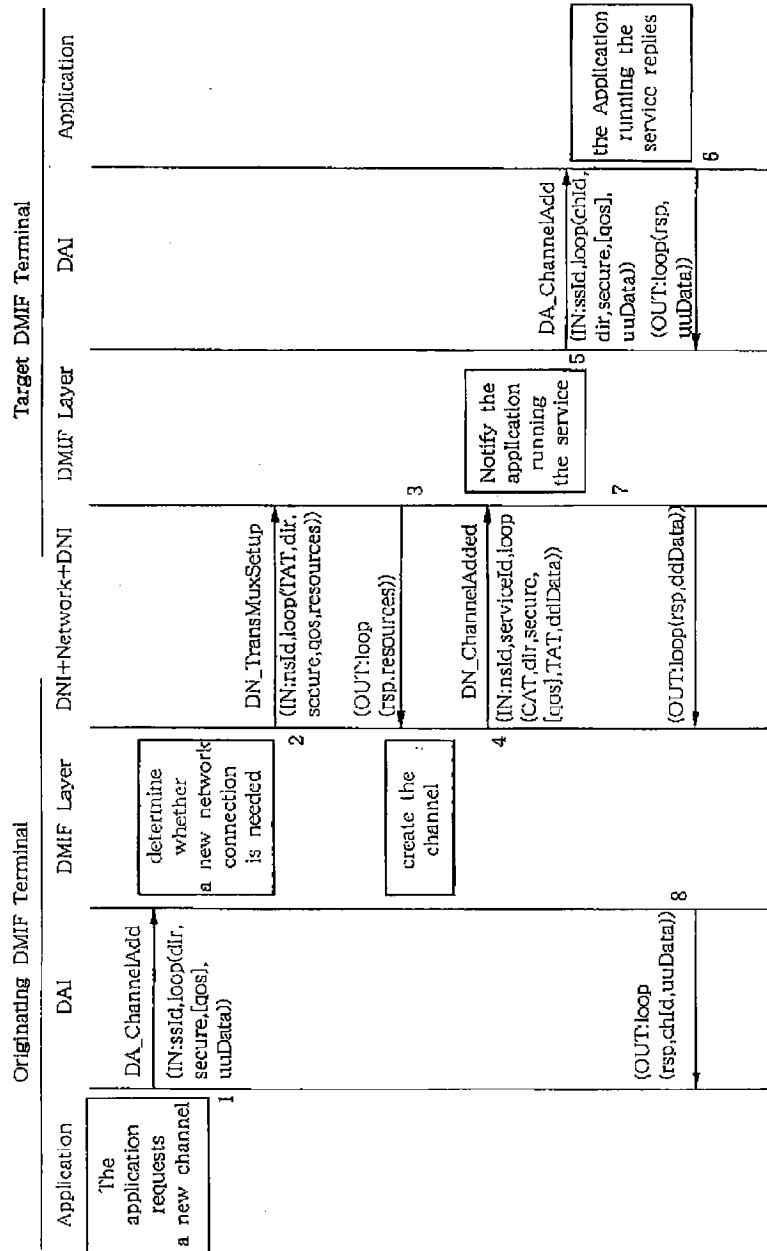 Originating DMIF Terminal
Target DMIF Terminal
Application
DAI
DMIF Layer
DNI+Network+DNI
DMIF Layer
DAI
Application
The
application
requests
a new channel
1
DA_ChannelAdd
(IN:ssId,loop(dir,
secure,[qos],
uuData))
determine
whether
a new network
connection
is needed
2
DN_TransMuxSetup
(IN:nsId,loop(TAT,dir,
secure,qos,resources))
(OUT:loop
(rsp,resources))
3
create the
channel
4
DN_ChannelAdded
(IN:nsId,serviceId,loop
(CAT,dir,secure,
[qos],TAT,ddData))
Notify the
application
running
the service
5
DA_ChannelAdd
(IN:ssId,loop(chId,
dir,secure,[qos],
uuData))
the Application
running the
service replies
6
(OUT:loop(rsp,
uuData))
7
(OUT:loop(rsp,ddData))
8
(OUT:loop
(rsp,chId,uuData))